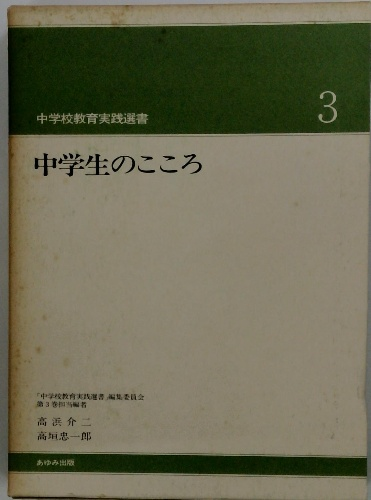 中学校教育実践選書
3
中学生のこころ
「中学校教育実践選書」編集委員会
第3巻担当編者
高浜介二
高垣忠一郎
あゆみ出版